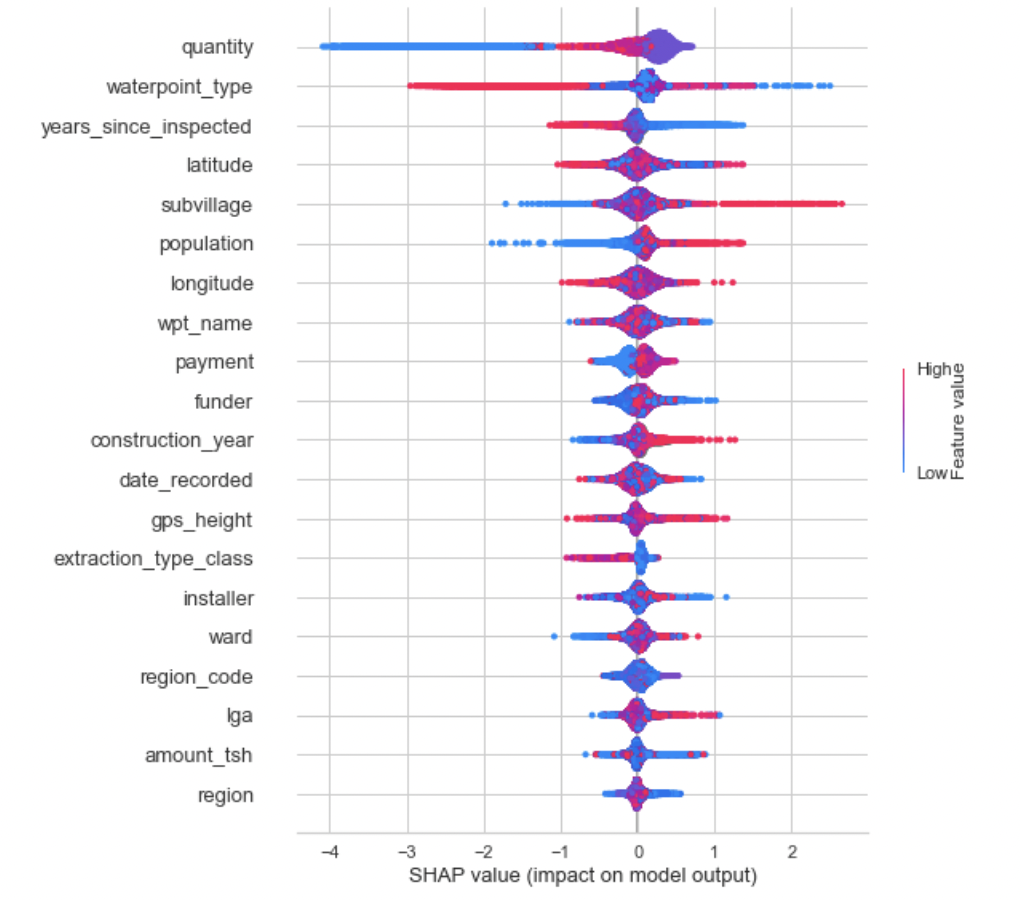 quantity
waterpoint_type
years_since_inspected
latitude
subvillage
population
longitude
wpt_name
payment
funder
construction_year
date_recorded
gps_height
extraction_type_class
installer
ward
region_code
lga
amount_tsh
region
−4 −3 −2 −1 0 1 2
SHAP value (impact on model output)
High
Low
Feature value